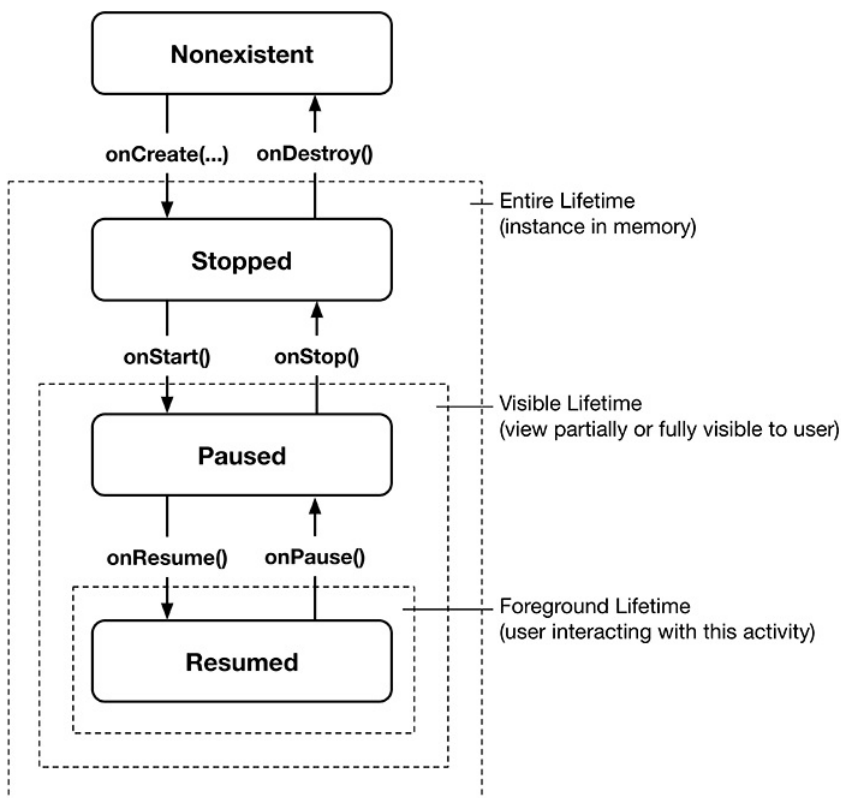 Nonexistent
onCreate(...) onDestroy()
Entire Lifetime
(instance in memory)
Stopped
onStart() onStop()
Visible Lifetime
(view partially or fully visible to user)
Paused
onResume() onPause()
Foreground Lifetime
(user interacting with this activity)
Resumed